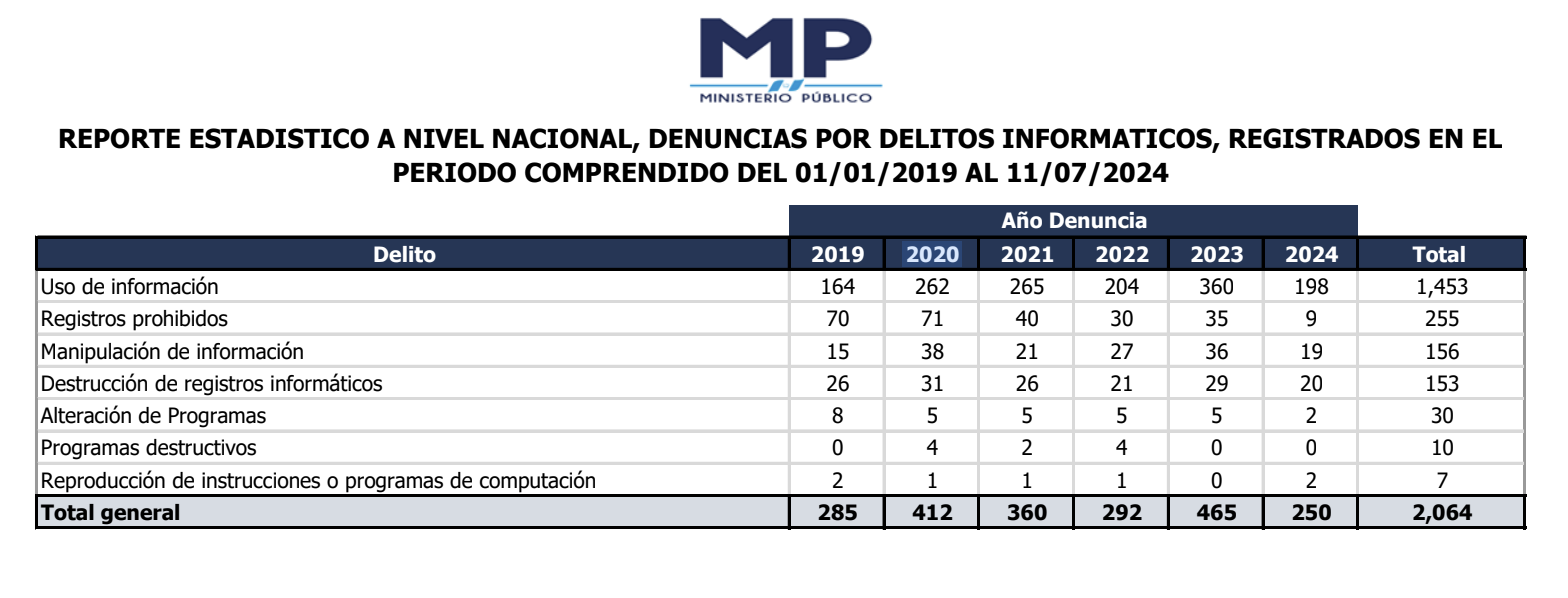 MP
MINISTERIO PÚBLICO
REPORTE ESTADISTICO A NIVEL NACIONAL, DENUNCIAS POR DELITOS INFORMATICOS, REGISTRADOS EN EL
PERIODO COMPRENDIDO DEL 01/01/2019 AL 11/07/2024
Año Denuncia
Delito 2019 2020 2021 2022 2023 2024 Total
Uso de información 164 262 265 204 360 198 1,453
Registros prohibidos 70 71 40 30 35 9 255
Manipulación de información 15 38 21 27 36 19 156
Destrucción de registros informáticos 26 31 26 21 29 20 153
Alteración de Programas 8 5 5 5 5 2 30
Programas destructivos 0 4 2 4 0 0 10
Reproducción de instrucciones o programas de computación 2 1 1 1 0 2 7
Total general 285 412 360 292 465 250 2,064